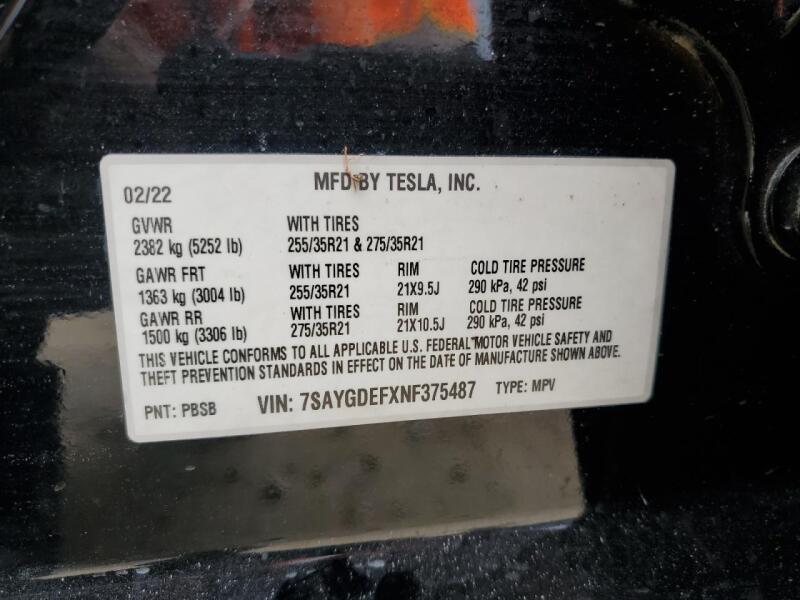 MFD BY TESLA, INC.
02/22
GVWR WITH TIRES
2382 kg (5252 lb) 255/35R21 & 275/35R21
GAWR FRT WITH TIRES RIM COLD TIRE PRESSURE
1363 kg (3004 lb) 255/35R21 21X9.5J 290 kPa, 42 psi
GAWR RR WITH TIRES RIM COLD TIRE PRESSURE
1500 kg (3306 lb) 275/35R21 21X10.5J 290 kPa, 42 psi
THIS VEHICLE CONFORMS TO ALL APPLICABLE U.S. FEDERAL MOTOR VEHICLE SAFETY AND
THEFT PREVENTION STANDARDS IN EFFECT ON THE DATE OF MANUFACTURE SHOWN ABOVE.
PNT: PBSB VIN: 7SAYGDEFXNF375487 TYPE: MPV